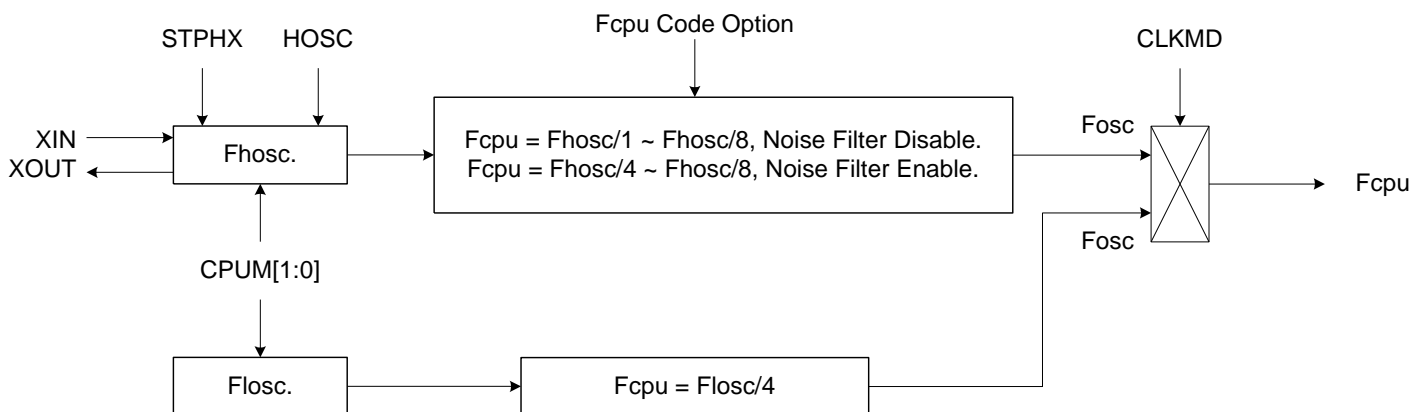 Fcpu Code Option
STPHX
HOSC
CLKMD
XIN
XOUT
Fhosc.
Fcpu = Fhosc/1 ~ Fhosc/8, Noise Filter Disable.
Fcpu = Fhosc/4 ~ Fhosc/8, Noise Filter Enable.
Fosc
Fcpu
Fosc
CPUM[1:0]
Flosc.
Fcpu = Flosc/4